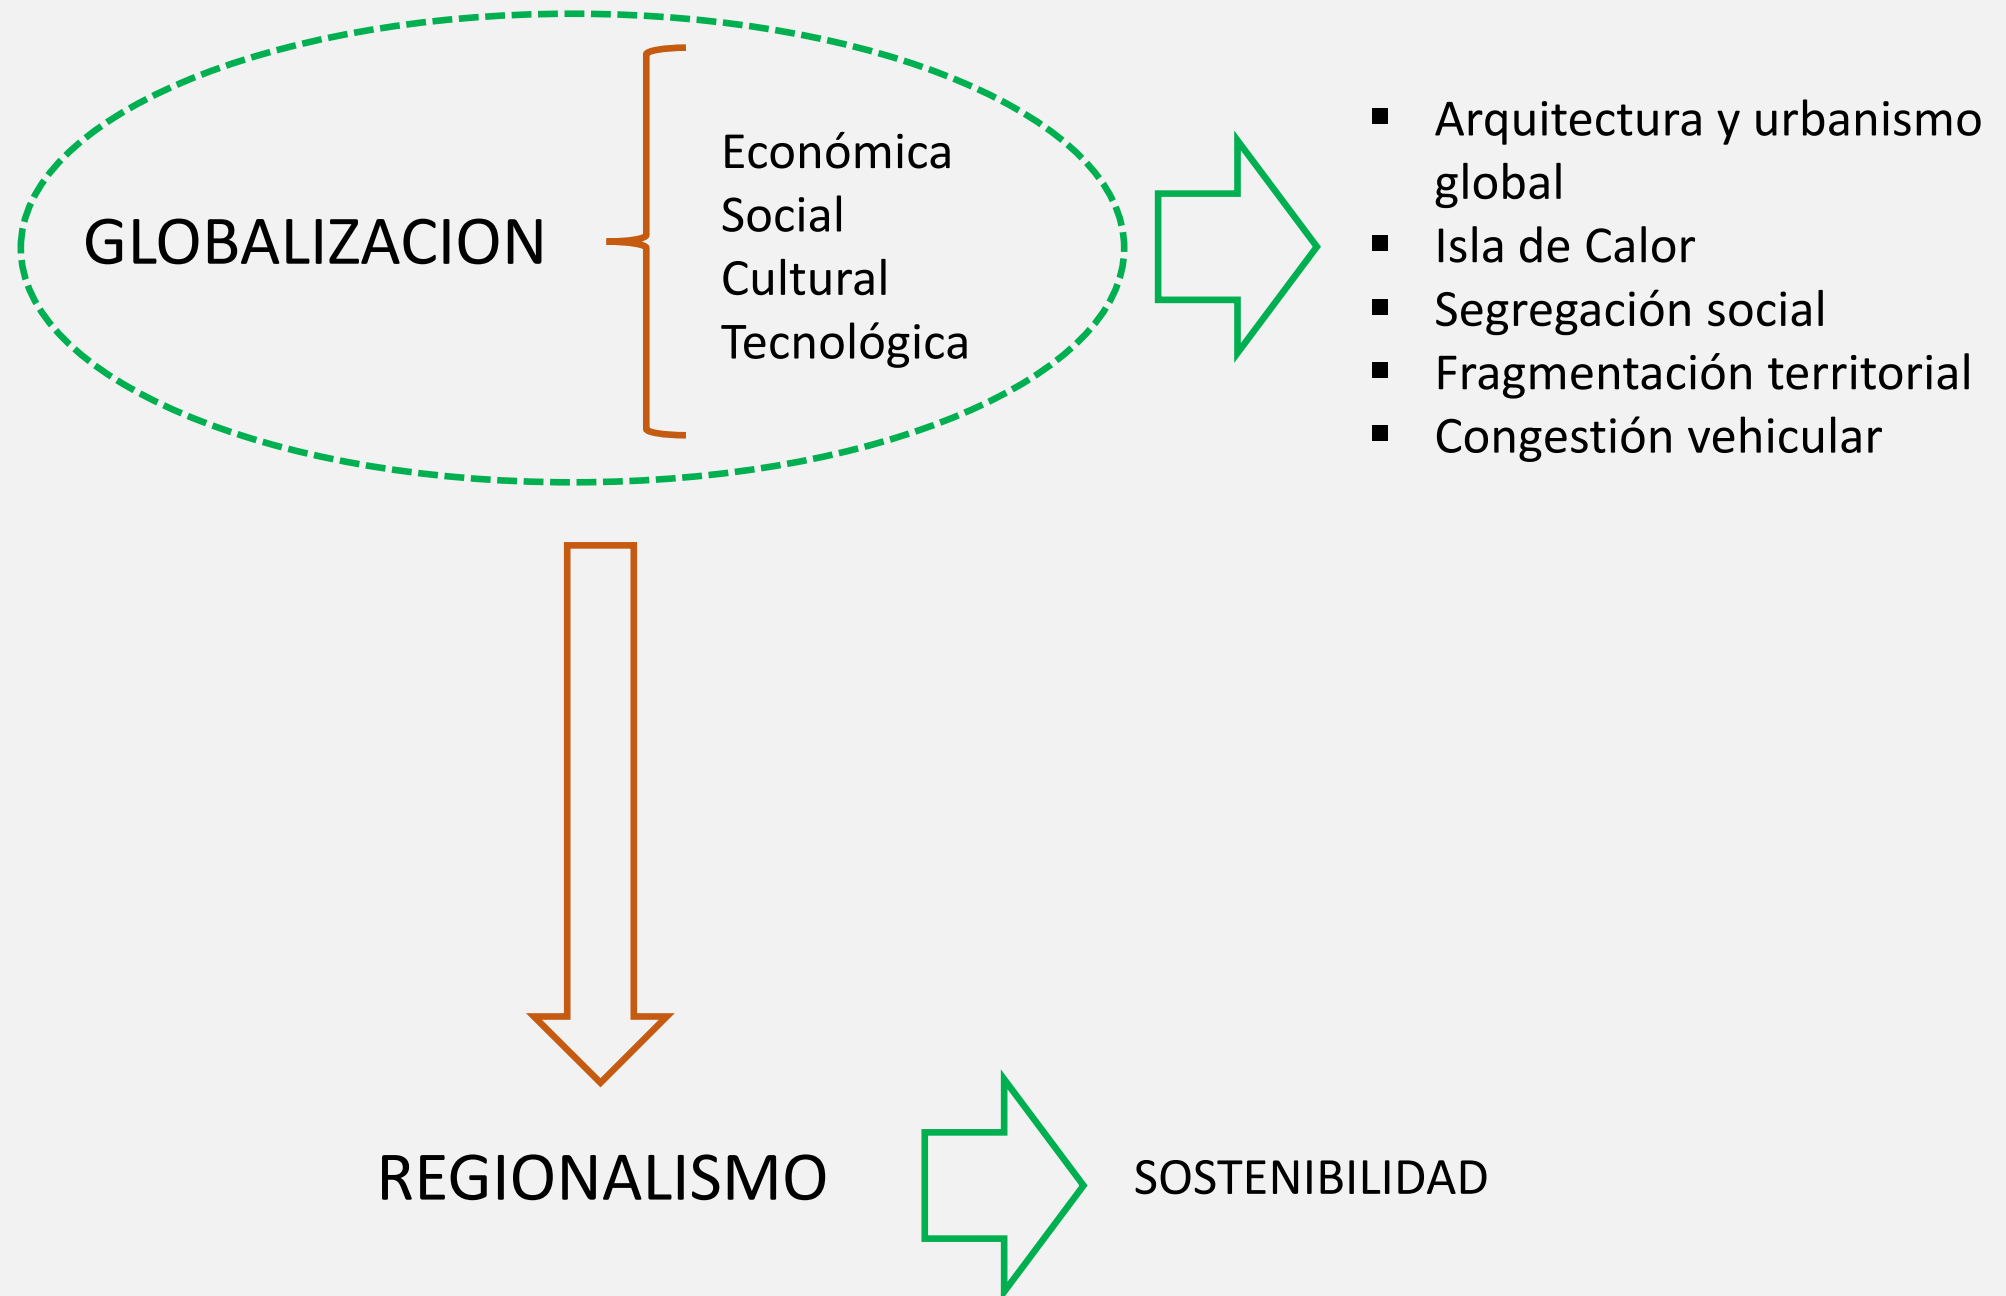 GLOBALIZACION
Económica
Social
Cultural
Tecnológica
Arquitectura y urbanismo
global
Isla de Calor
Segregación social
Fragmentación territorial
Congestión vehicular
REGIONALISMO
SOSTENIBILIDAD